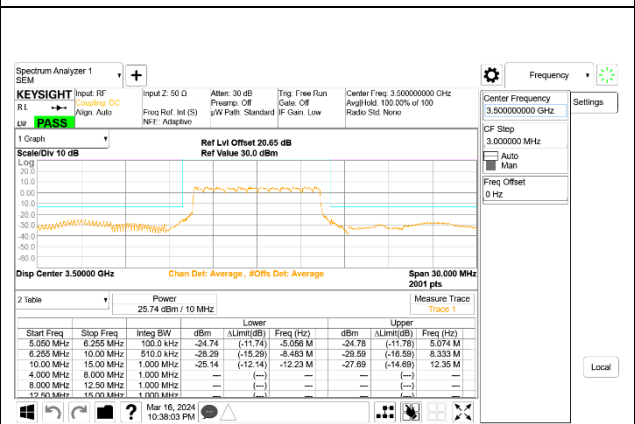 Spectrum Analyzer 1
SEM
Frequency
KEYSIGHT
R L
PASS
Input: RF
Coupling: DC
Align: Auto
Input Z: 50 Ω
Freq Ref: Int (S)
NFE: Adaptive
Atten: 30 dB
Preamp: Off
μW Path: Standard
Trig: Free Run
Gate: Off
IF Gain: Low
Center Freq: 3.500000000 GHz
Avg|Hold: 100.00% of 100
Radio Std: None
Center Frequency
3.500000000 GHz
Settings
CF Step
3.000000 MHz
Auto
Man
Freq Offset
0 Hz
Local
1 Graph
Scale/Div 10 dB
Ref Lvl Offset 20.65 dB
Ref Value 30.0 dBm
Log
20.0
10.0
0.00
-10.0
-20.0
-30.0
-40.0
-50.0
-60.0
Disp Center 3.50000 GHz
Chan Det: Average , #Offs Det: Average
Span 30.000 MHz
2001 pts
2 Table
Power
25.74 dBm / 10 MHz
Measure Trace
Trace 1
Lower Upper
Start Freq Stop Freq Integ BW dBm ΔLimit(dB) Freq (Hz) dBm ΔLimit(dB) Freq (Hz)
5.050 MHz 6.255 MHz 100.0 kHz -24.74 (-11.74) -5.056 M -24.78 (-11.78) 5.074 M
6.255 MHz 10.00 MHz 510.0 kHz -28.29 (-15.29) -8.483 M -29.59 (-16.59) 8.333 M
10.00 MHz 15.00 MHz 1.000 MHz -25.14 (-12.14) -12.23 M -27.69 (-14.69) 12.35 M
4.000 MHz 8.000 MHz 1.000 MHz --- (---) --- (---)
8.000 MHz 12.50 MHz 1.000 MHz --- (---) --- (---)
12.50 MHz 15.00 MHz 1.000 MHz --- (---) --- (---)
Mar 16, 2024
10:38:03 PM